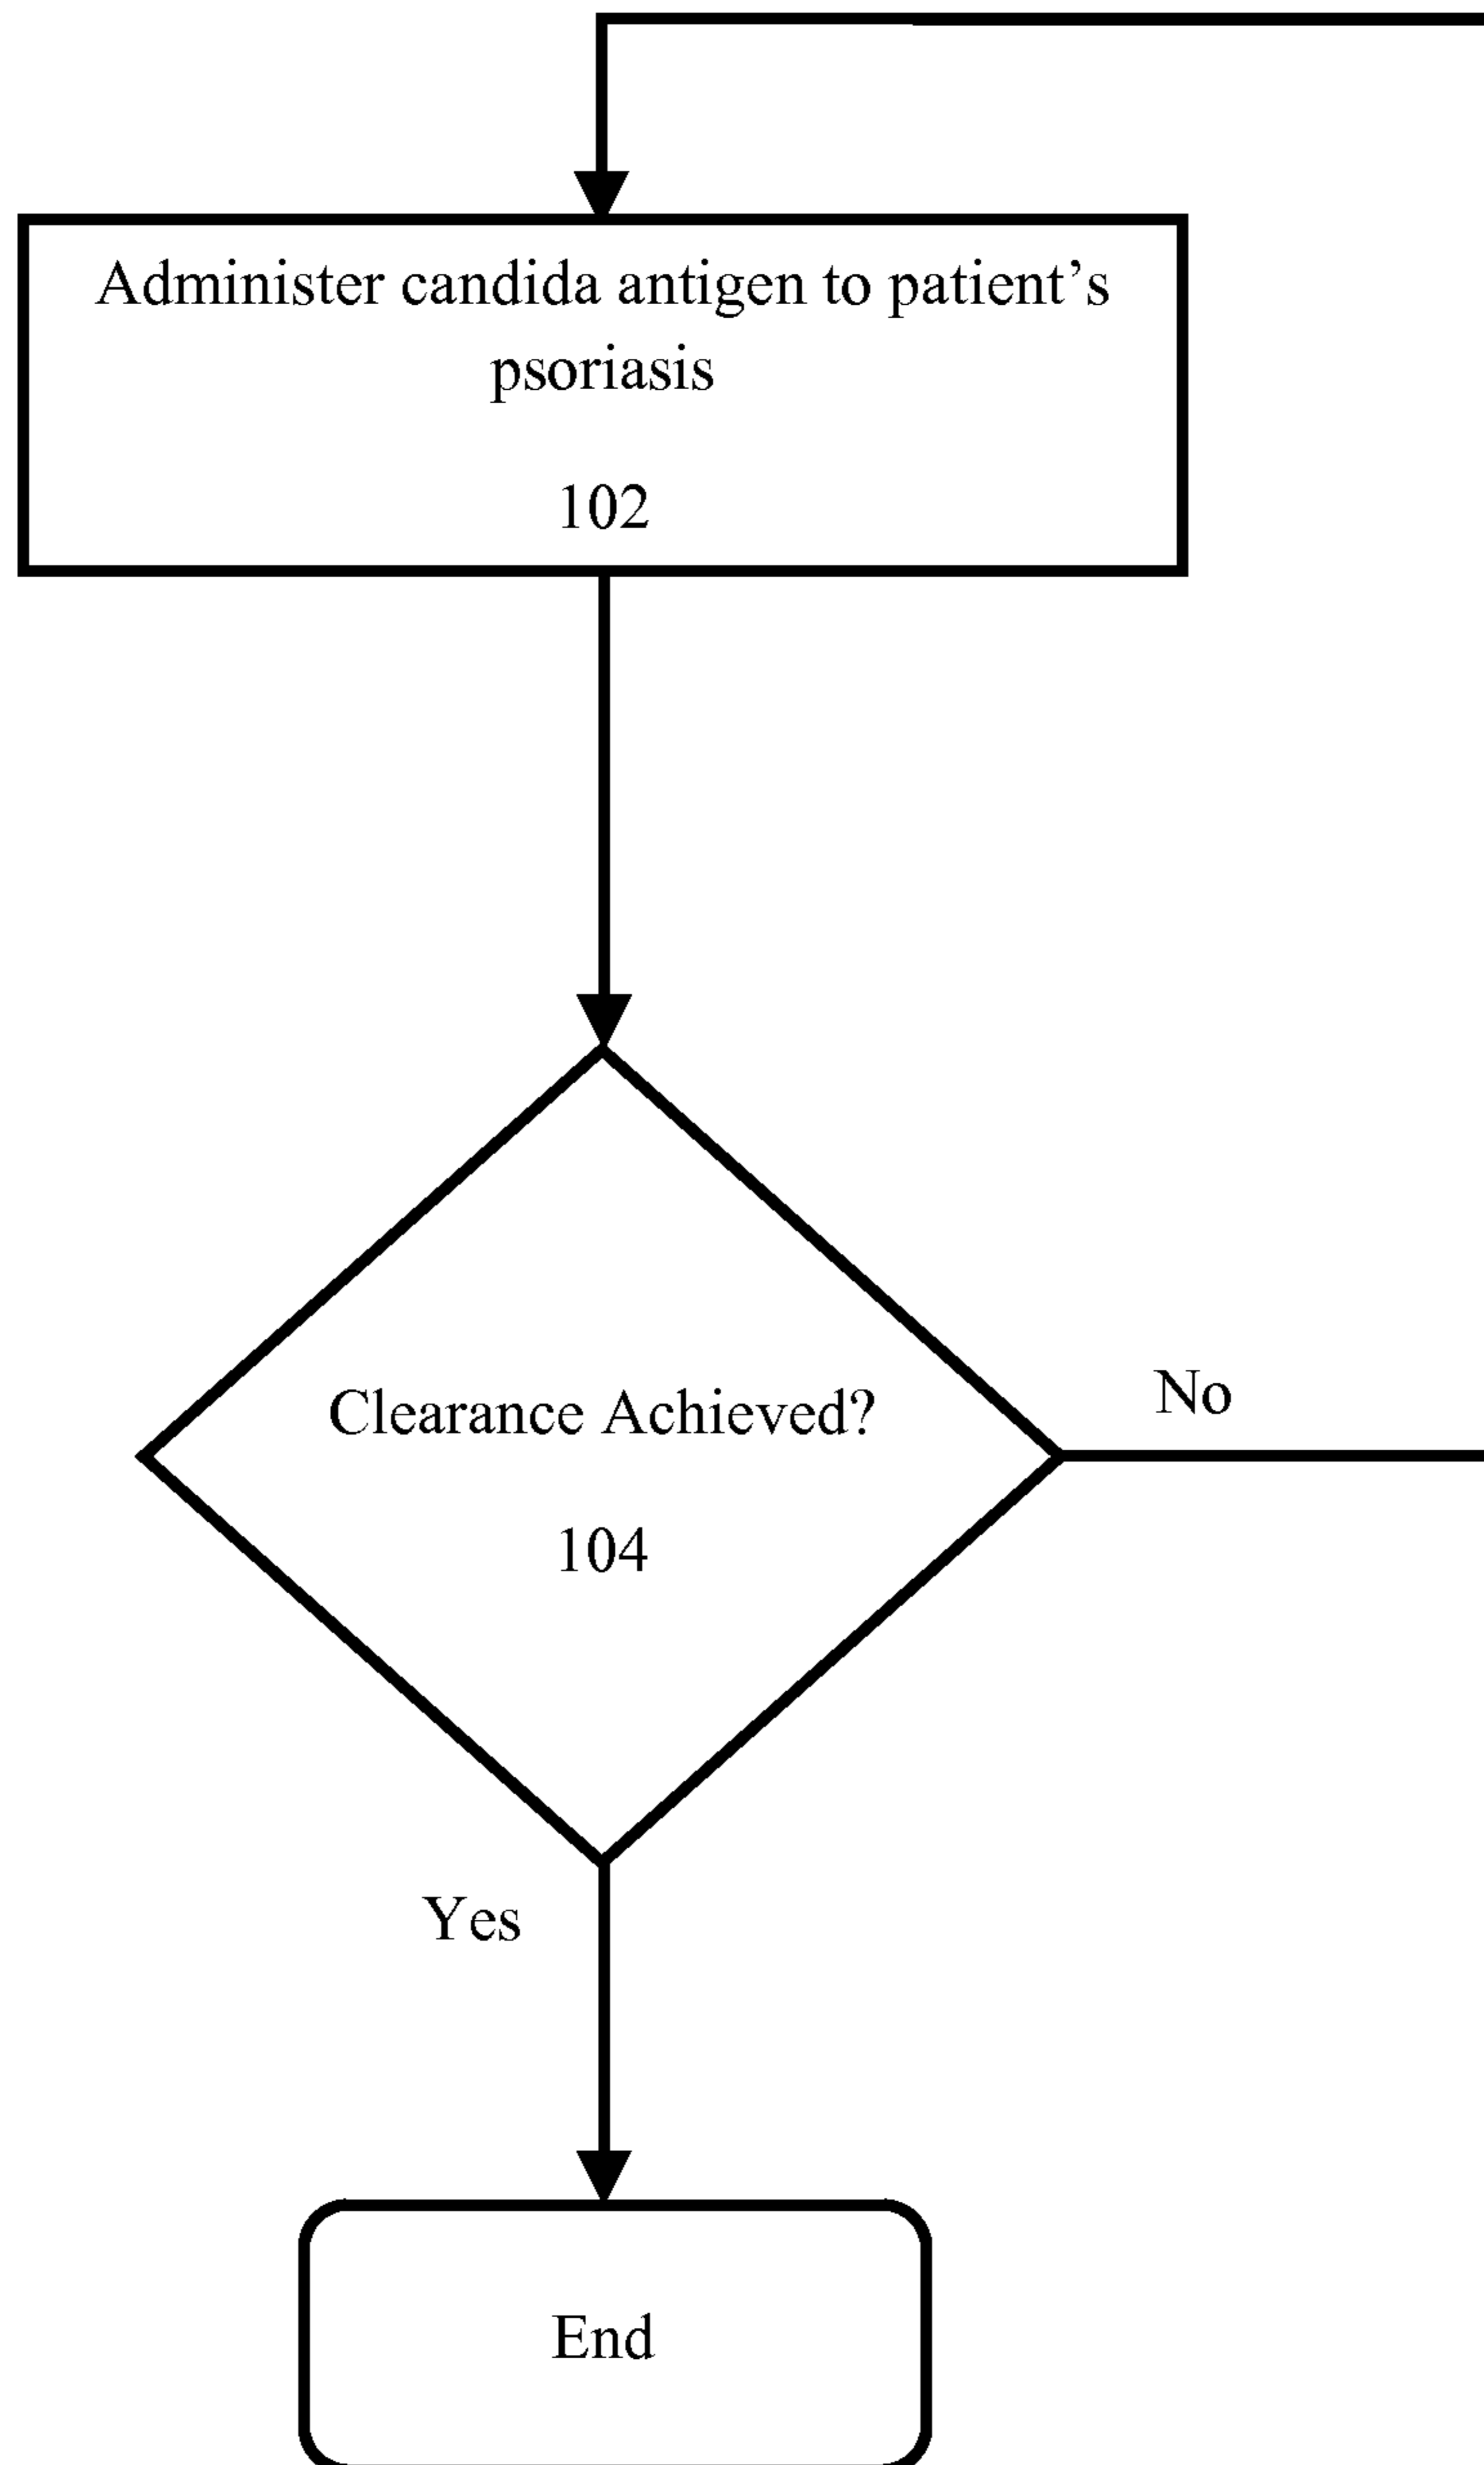 Administer candida antigen to patient’s
psoriasis
102
Clearance Achieved?
104
No
Yes
End